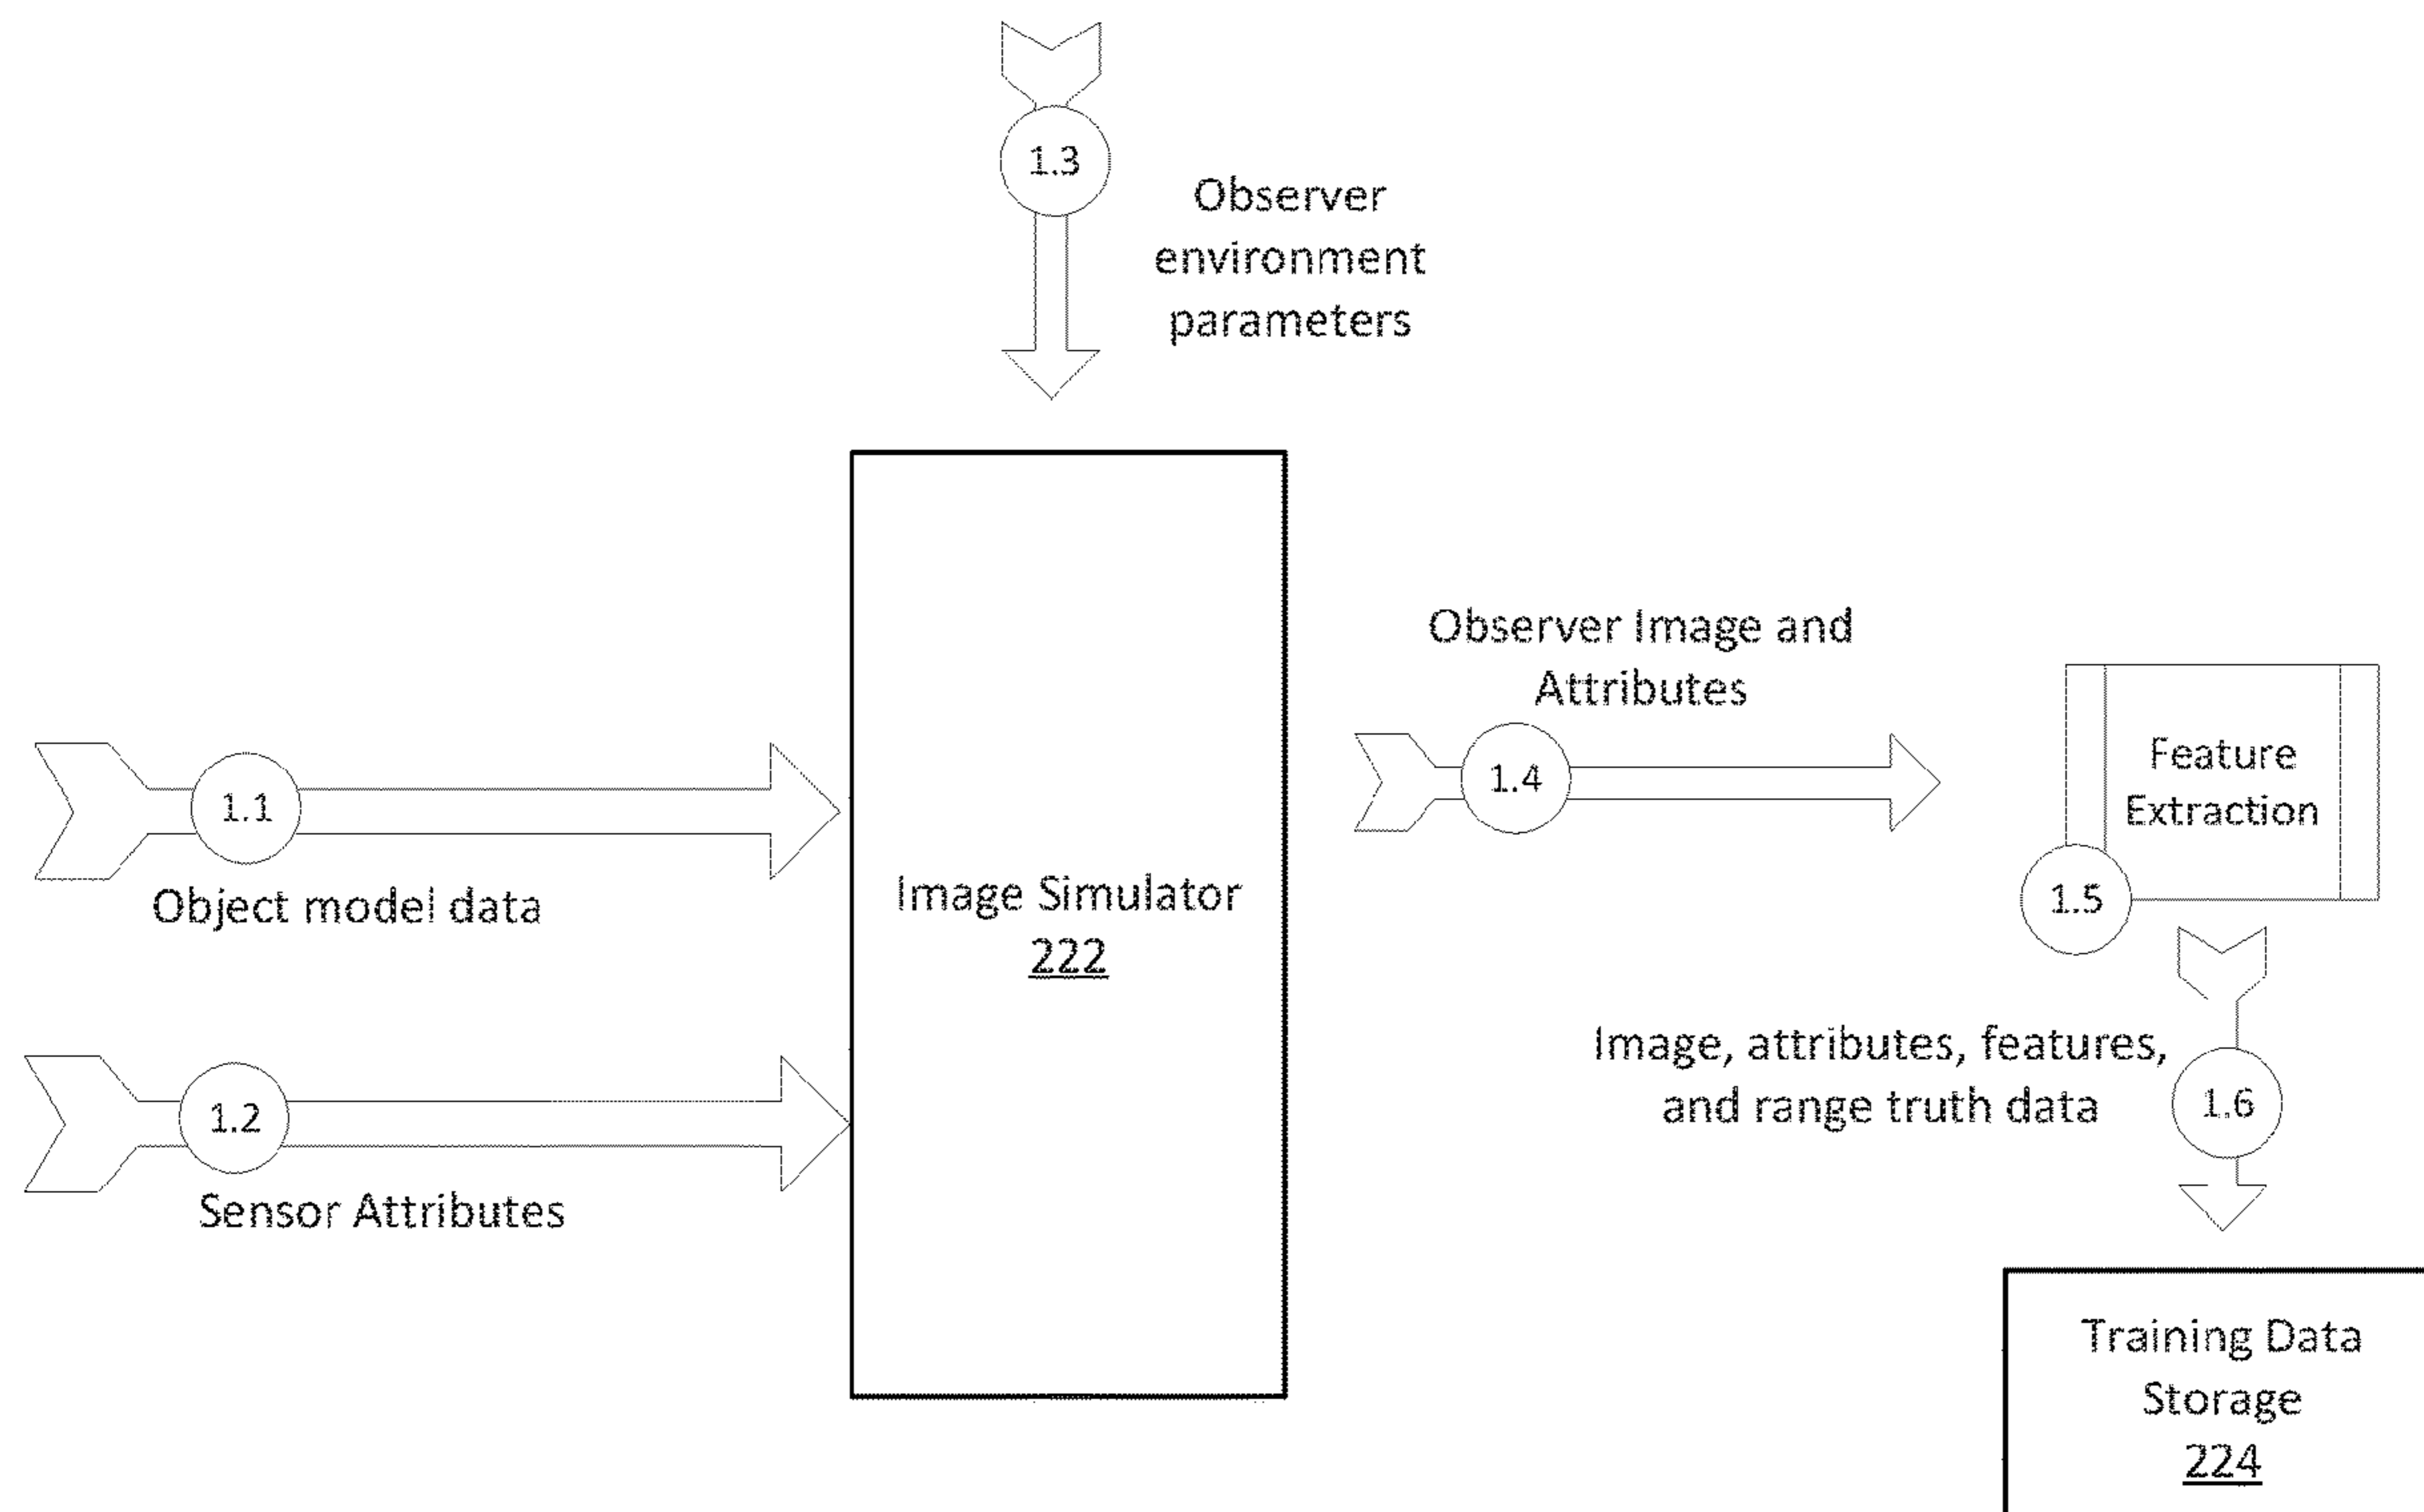 1.3
Observer
environment
parameters
Observer Image and
Attributes
1.4
Feature
Extraction
1.5
1.1
Object model data
Image Simulator
222
Image, attributes, features,
and range truth data
1.6
1.2
Sensor Attributes
Training Data
Storage
224